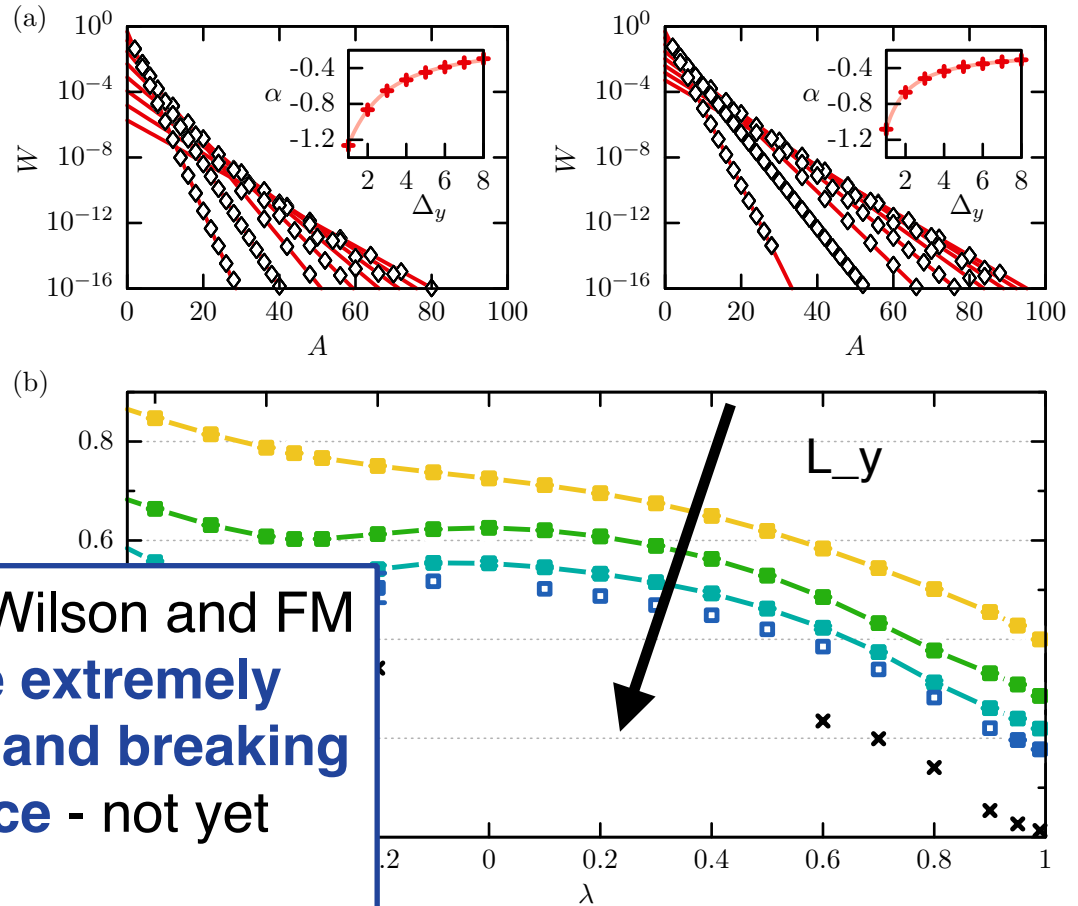 (a)
10^0
10^-4
10^-8
10^-12
10^-16
W
0 20 40 60 80 100
A
-0.4
-0.8
-1.2
α
2 4 6 8
Δ_y
10^0
10^-4
10^-8
10^-12
10^-16
W
0 20 40 60 80 100
A
-0.4
-0.8
-1.2
α
2 4 6 8
Δ_y
(b)
0.8
0.6
L_y
Wilson and FM
extremely
and breaking
- not yet
.2 0 0.2 0.4 0.6 0.8 1
λ